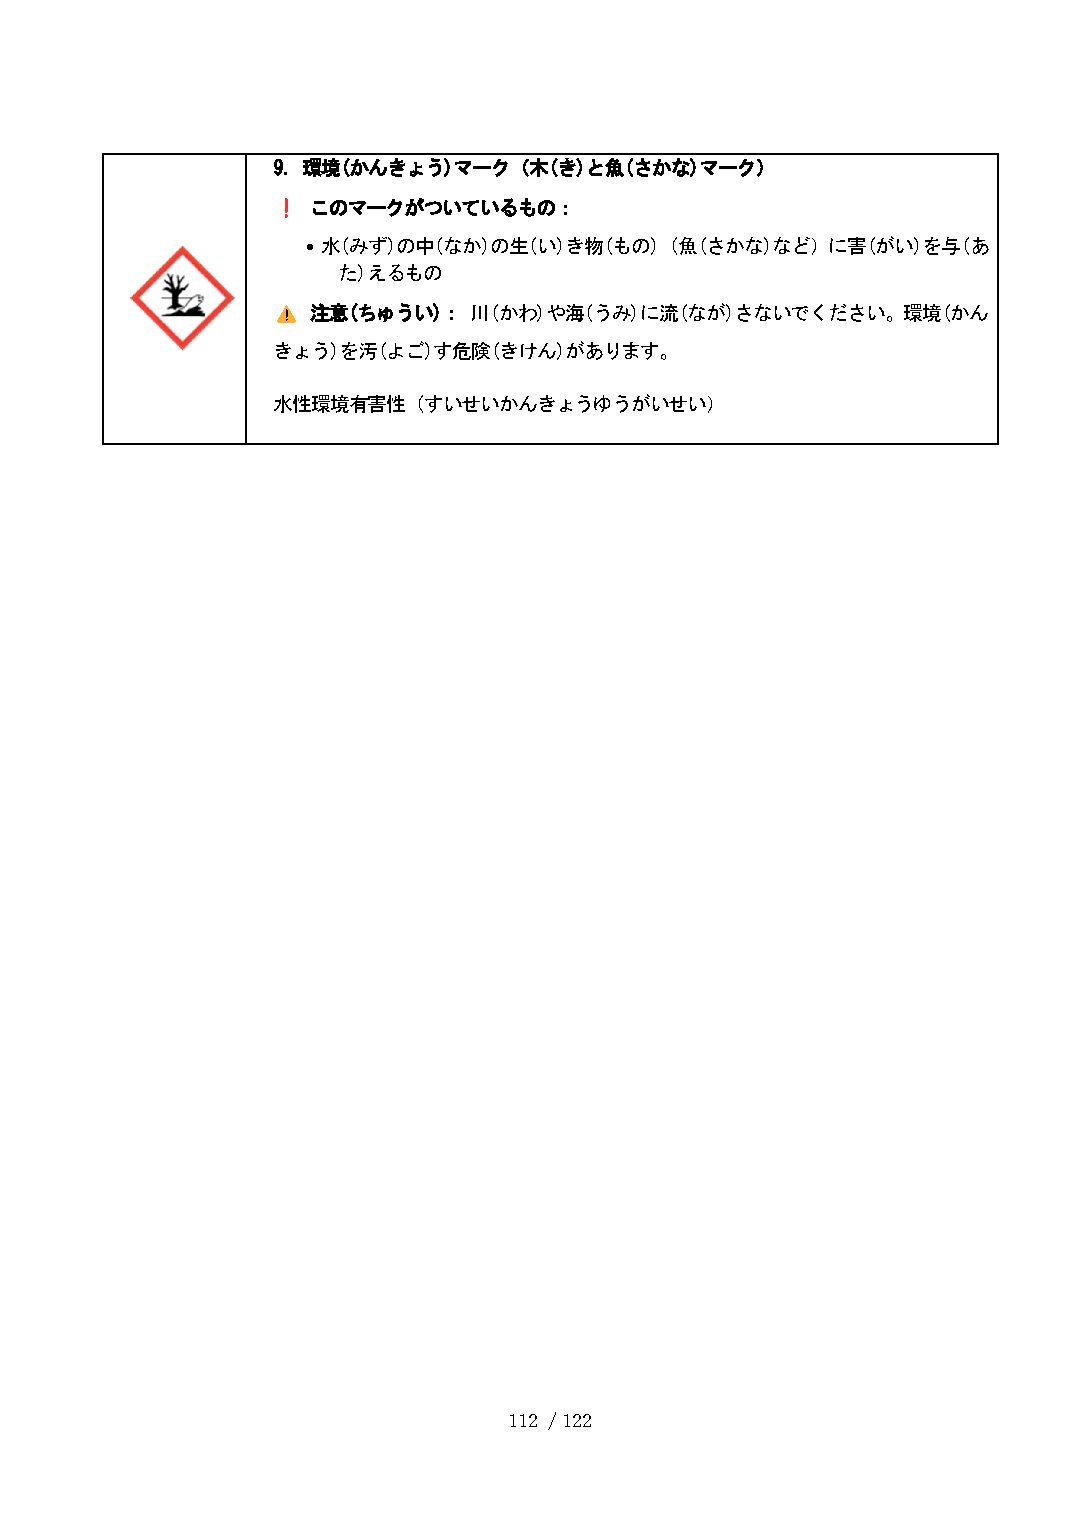 9. 環境(かんきょう)マーク (木(き)と魚(さかな)マーク)
❗ このマークがついているもの：
• 水(みず)の中(なか)の生(い)き物(もの) (魚(さかな)など) に害(がい)を与(あ
た)えるもの
⚠ 注意(ちゅうい)： 川(かわ)や海(うみ)に流(なが)さないでください。環境(かん
きょう)を汚(よご)す危険(きけん)があります。
水性環境有害性 (すいせいかんきょうゆうがいせい)
112 / 122